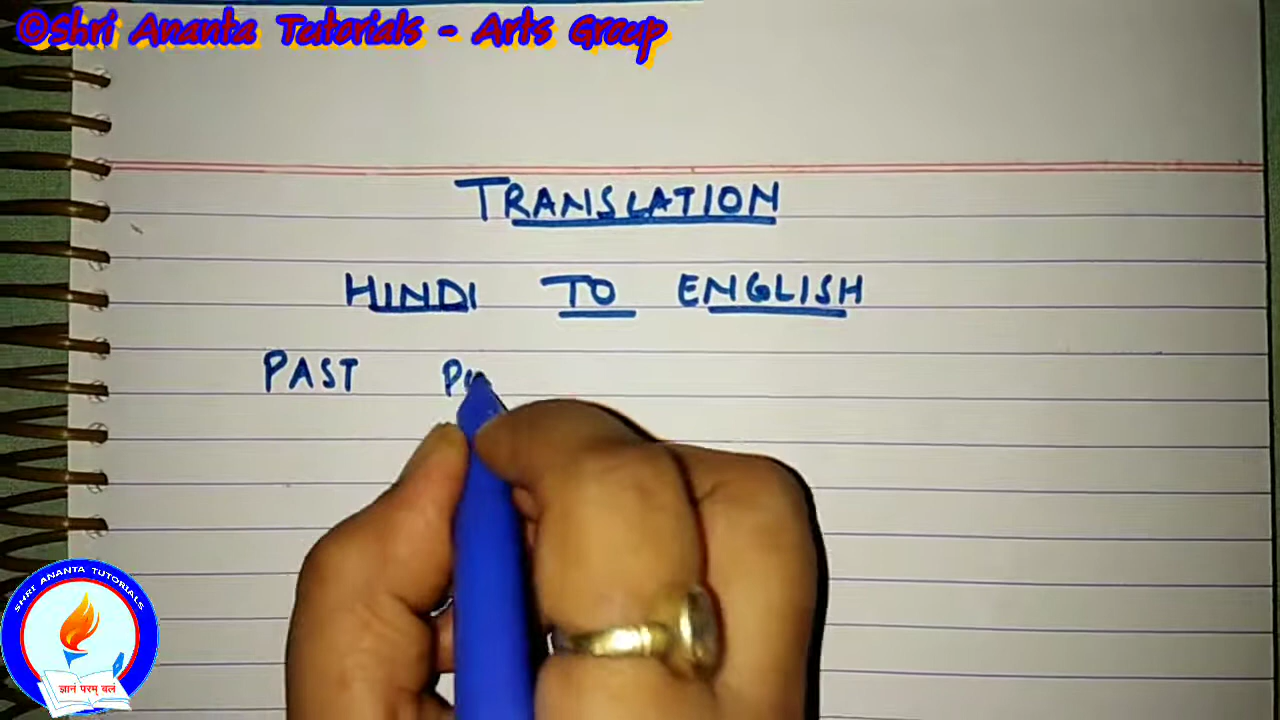 ©Shri Ananta Tutorials - Arts Group
TRANSLATION
HINDI TO ENGLISH
PAST
SHRI ANANTA TUTORIALS
ज्ञानं परमं बलं